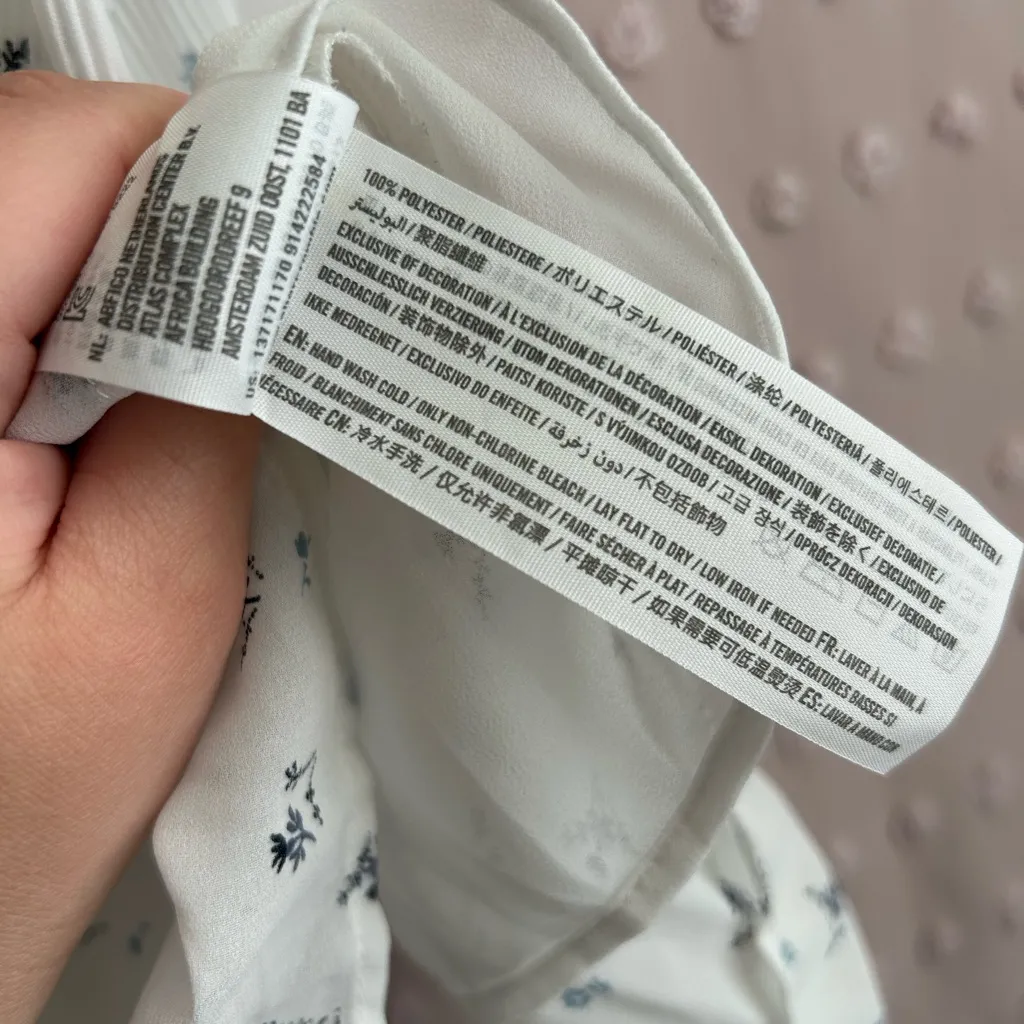 NL: ABFICO NETHERLANDS
DISTRIBUTION CENTER B.V.
ATLAS COMPLEX
AFRICA BUILDING
HOOGOORDDREEF 9
AMSTERDAM ZUID OOST, 1101 BA
137171170 914222584
100% POLYESTER / POLIESTERE / ポリエステル / POLIÉSTER / 涤纶 / POLYESTERIÄ / 폴리에스테르 / POLIESTER /
البوليستر / 聚脂纖維
EXCLUSIVE OF DECORATION / À L'EXCLUSION DE LA DÉCORATION / EKSKL. DEKORATION / EXCLUSIEF DECORATIE /
AUSSCHLIESSLICH VERZIERUNG / UTOM DEKORATIONEN / ESCLUSA DECORAZIONE / 装飾を除く / EXCLUSIVO DE
DECORACIÓN / 装饰物除外 / PAITSI KORISTE / S VÝJIMKOU OZDOB / 고급 장식 / OPRÓCZ DEKORACJI / DEKORASION
IKKE MEDREGNET / EXCLUSIVO DO ENFEITE / دون زخرفة / 不包括飾物
EN: HAND WASH COLD / ONLY NON-CHLORINE BLEACH / LAY FLAT TO DRY / LOW IRON IF NEEDED FR: LAVER À LA MAIN, À
FROID / BLANCHIMENT SANS CHLORE UNIQUEMENT / FAIRE SÉCHER À PLAT / REPASSAGE À TEMPÉRATURES BASSES SI
NÉCESSAIRE CN: 冷水手洗 / 仅允许非氯漂 / 平摊晾干 / 如果需要可低温熨烫 ES: LAVAR A MANO CON